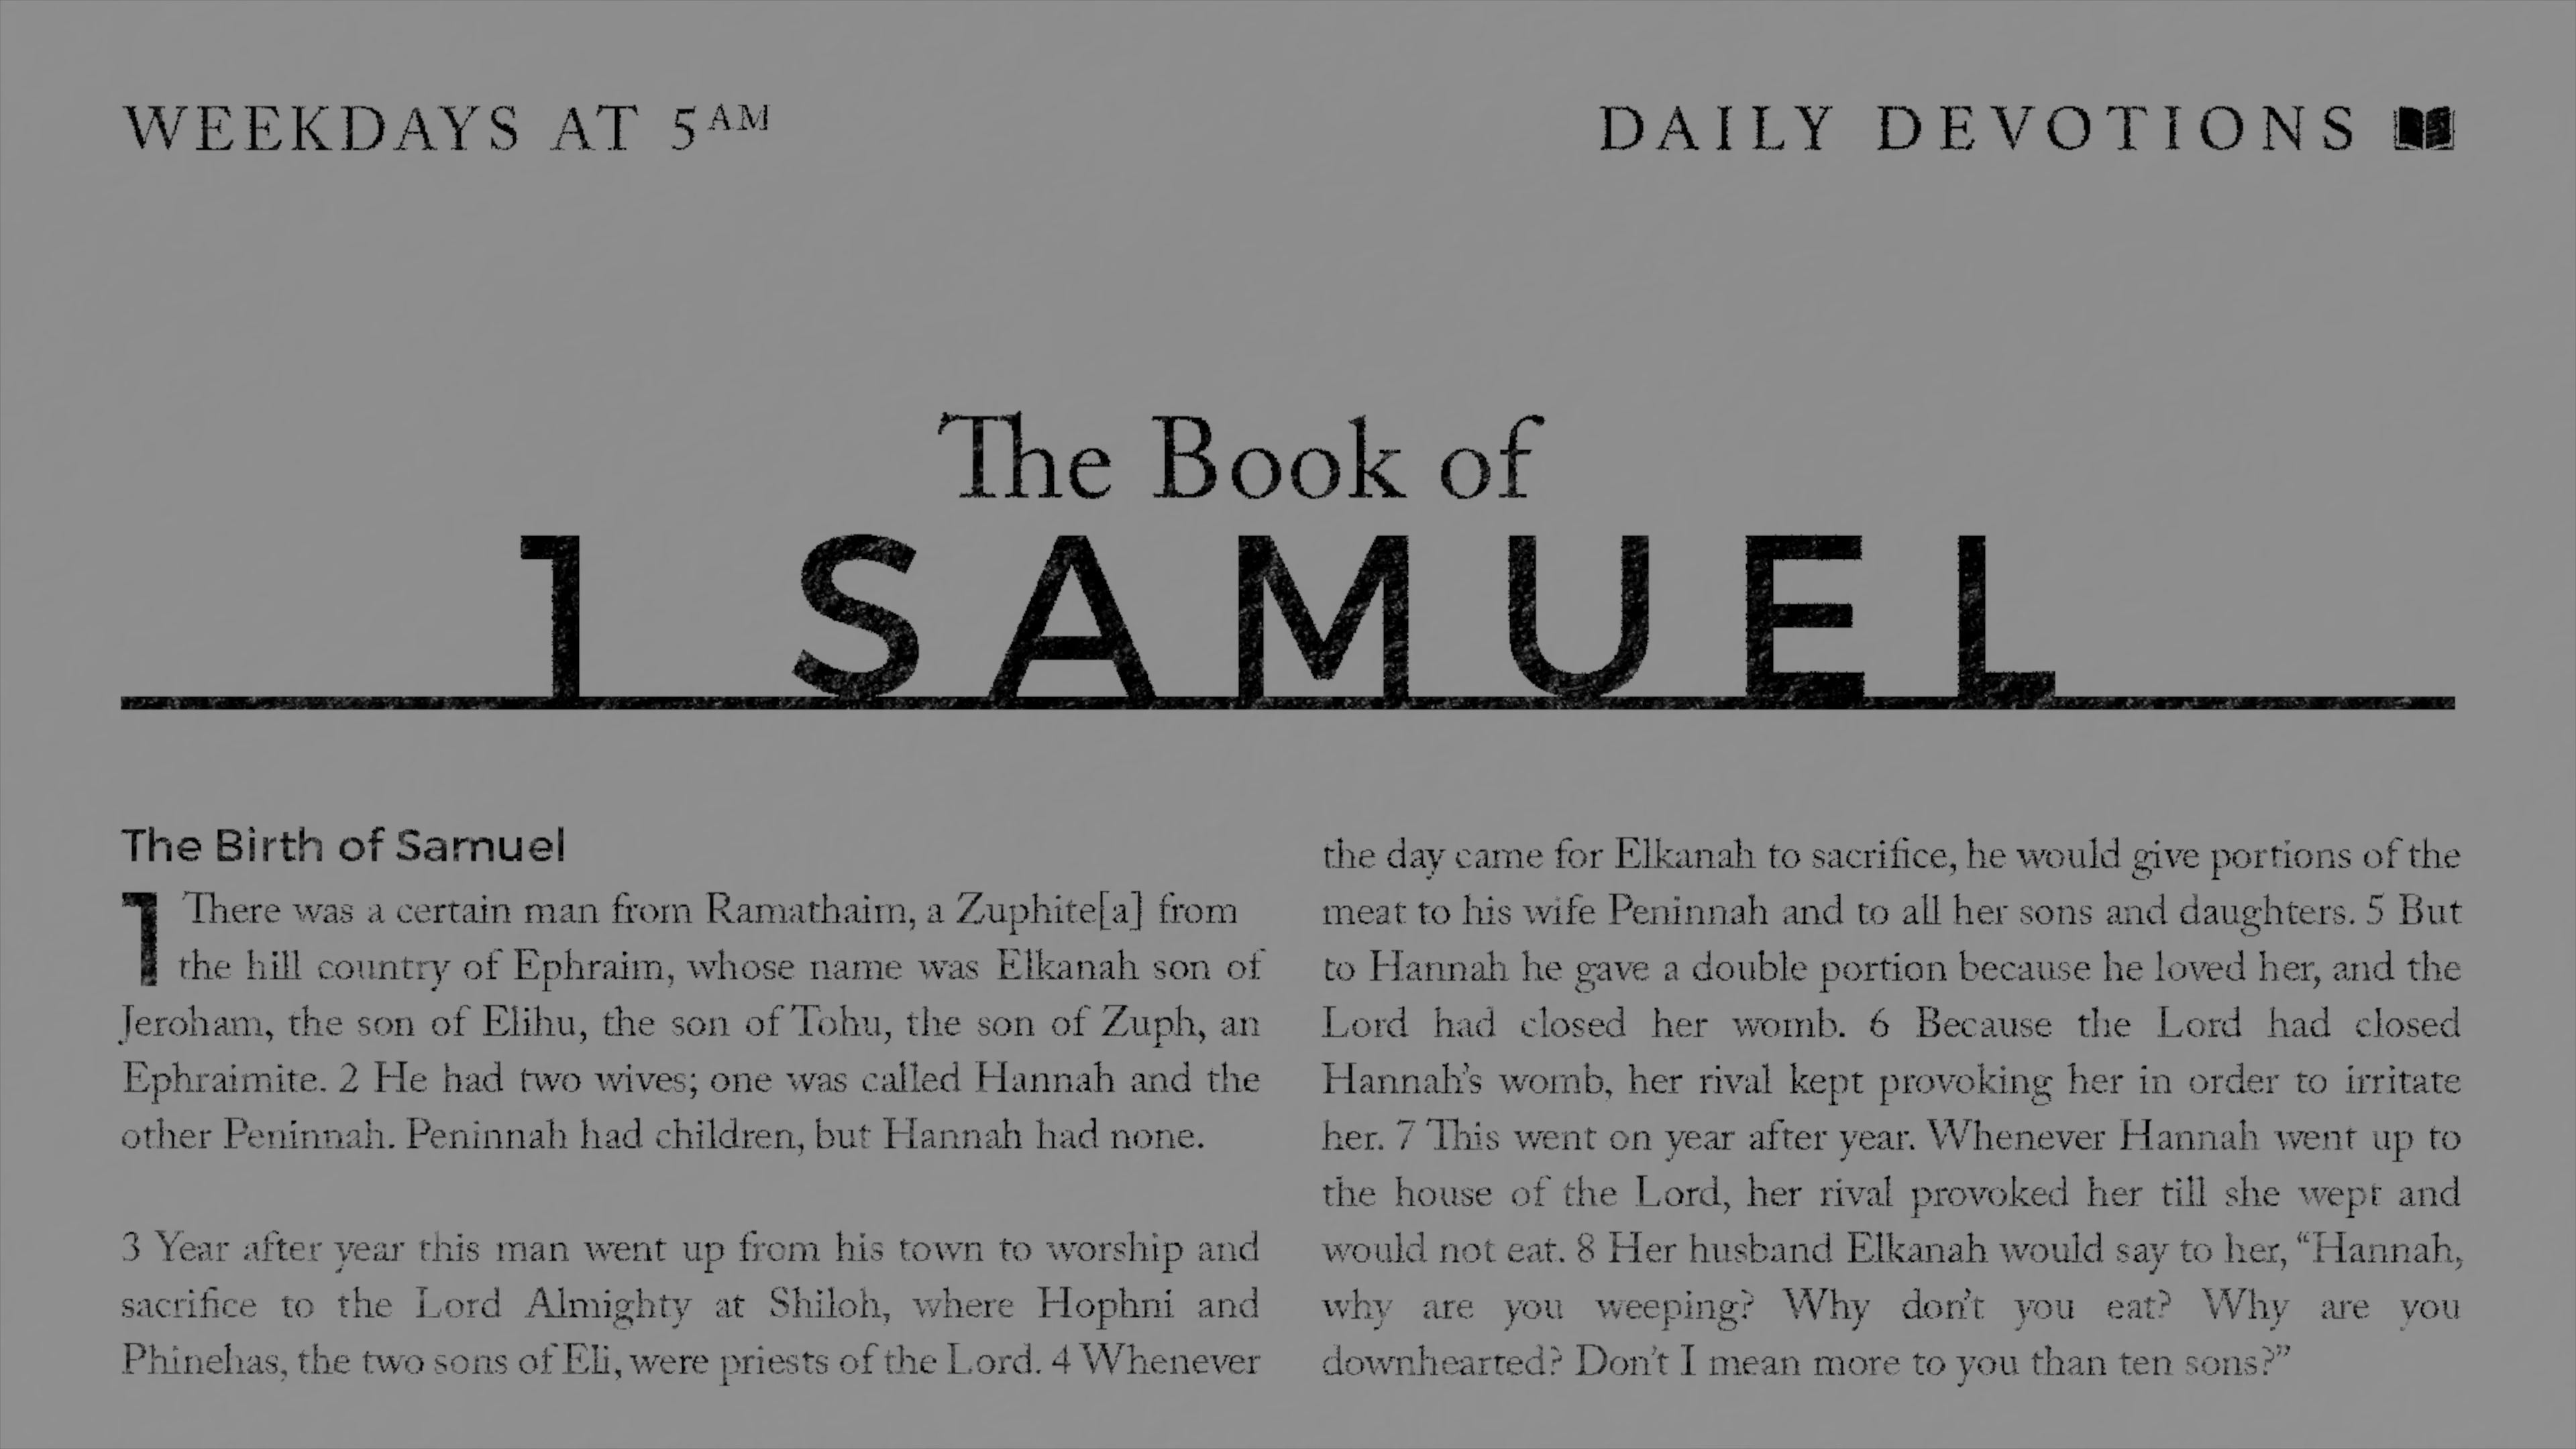 WEEKDAYS AT 5AM
DAILY DEVOTIONS
The Book of
1 SAMUEL
The Birth of Samuel
1 There was a certain man from Ramathaim, a Zuphite[a] from
the hill country of Ephraim, whose name was Elkanah son of
Jeroham, the son of Elihu, the son of Tohu, the son of Zuph, an
Ephraimite. 2 He had two wives; one was called Hannah and the
other Peninnah. Peninnah had children, but Hannah had none.
3 Year after year this man went up from his town to worship and
sacrifice to the Lord Almighty at Shiloh, where Hophni and
Phinehas, the two sons of Eli, were priests of the Lord. 4 Whenever
the day came for Elkanah to sacrifice, he would give portions of the
meat to his wife Peninnah and to all her sons and daughters. 5 But
to Hannah he gave a double portion because he loved her, and the
Lord had closed her womb. 6 Because the Lord had closed
Hannah’s womb, her rival kept provoking her in order to irritate
her. 7 This went on year after year. Whenever Hannah went up to
the house of the Lord, her rival provoked her till she wept and
would not eat. 8 Her husband Elkanah would say to her, “Hannah,
why are you weeping? Why don’t you eat? Why are you
downhearted? Don’t I mean more to you than ten sons?”